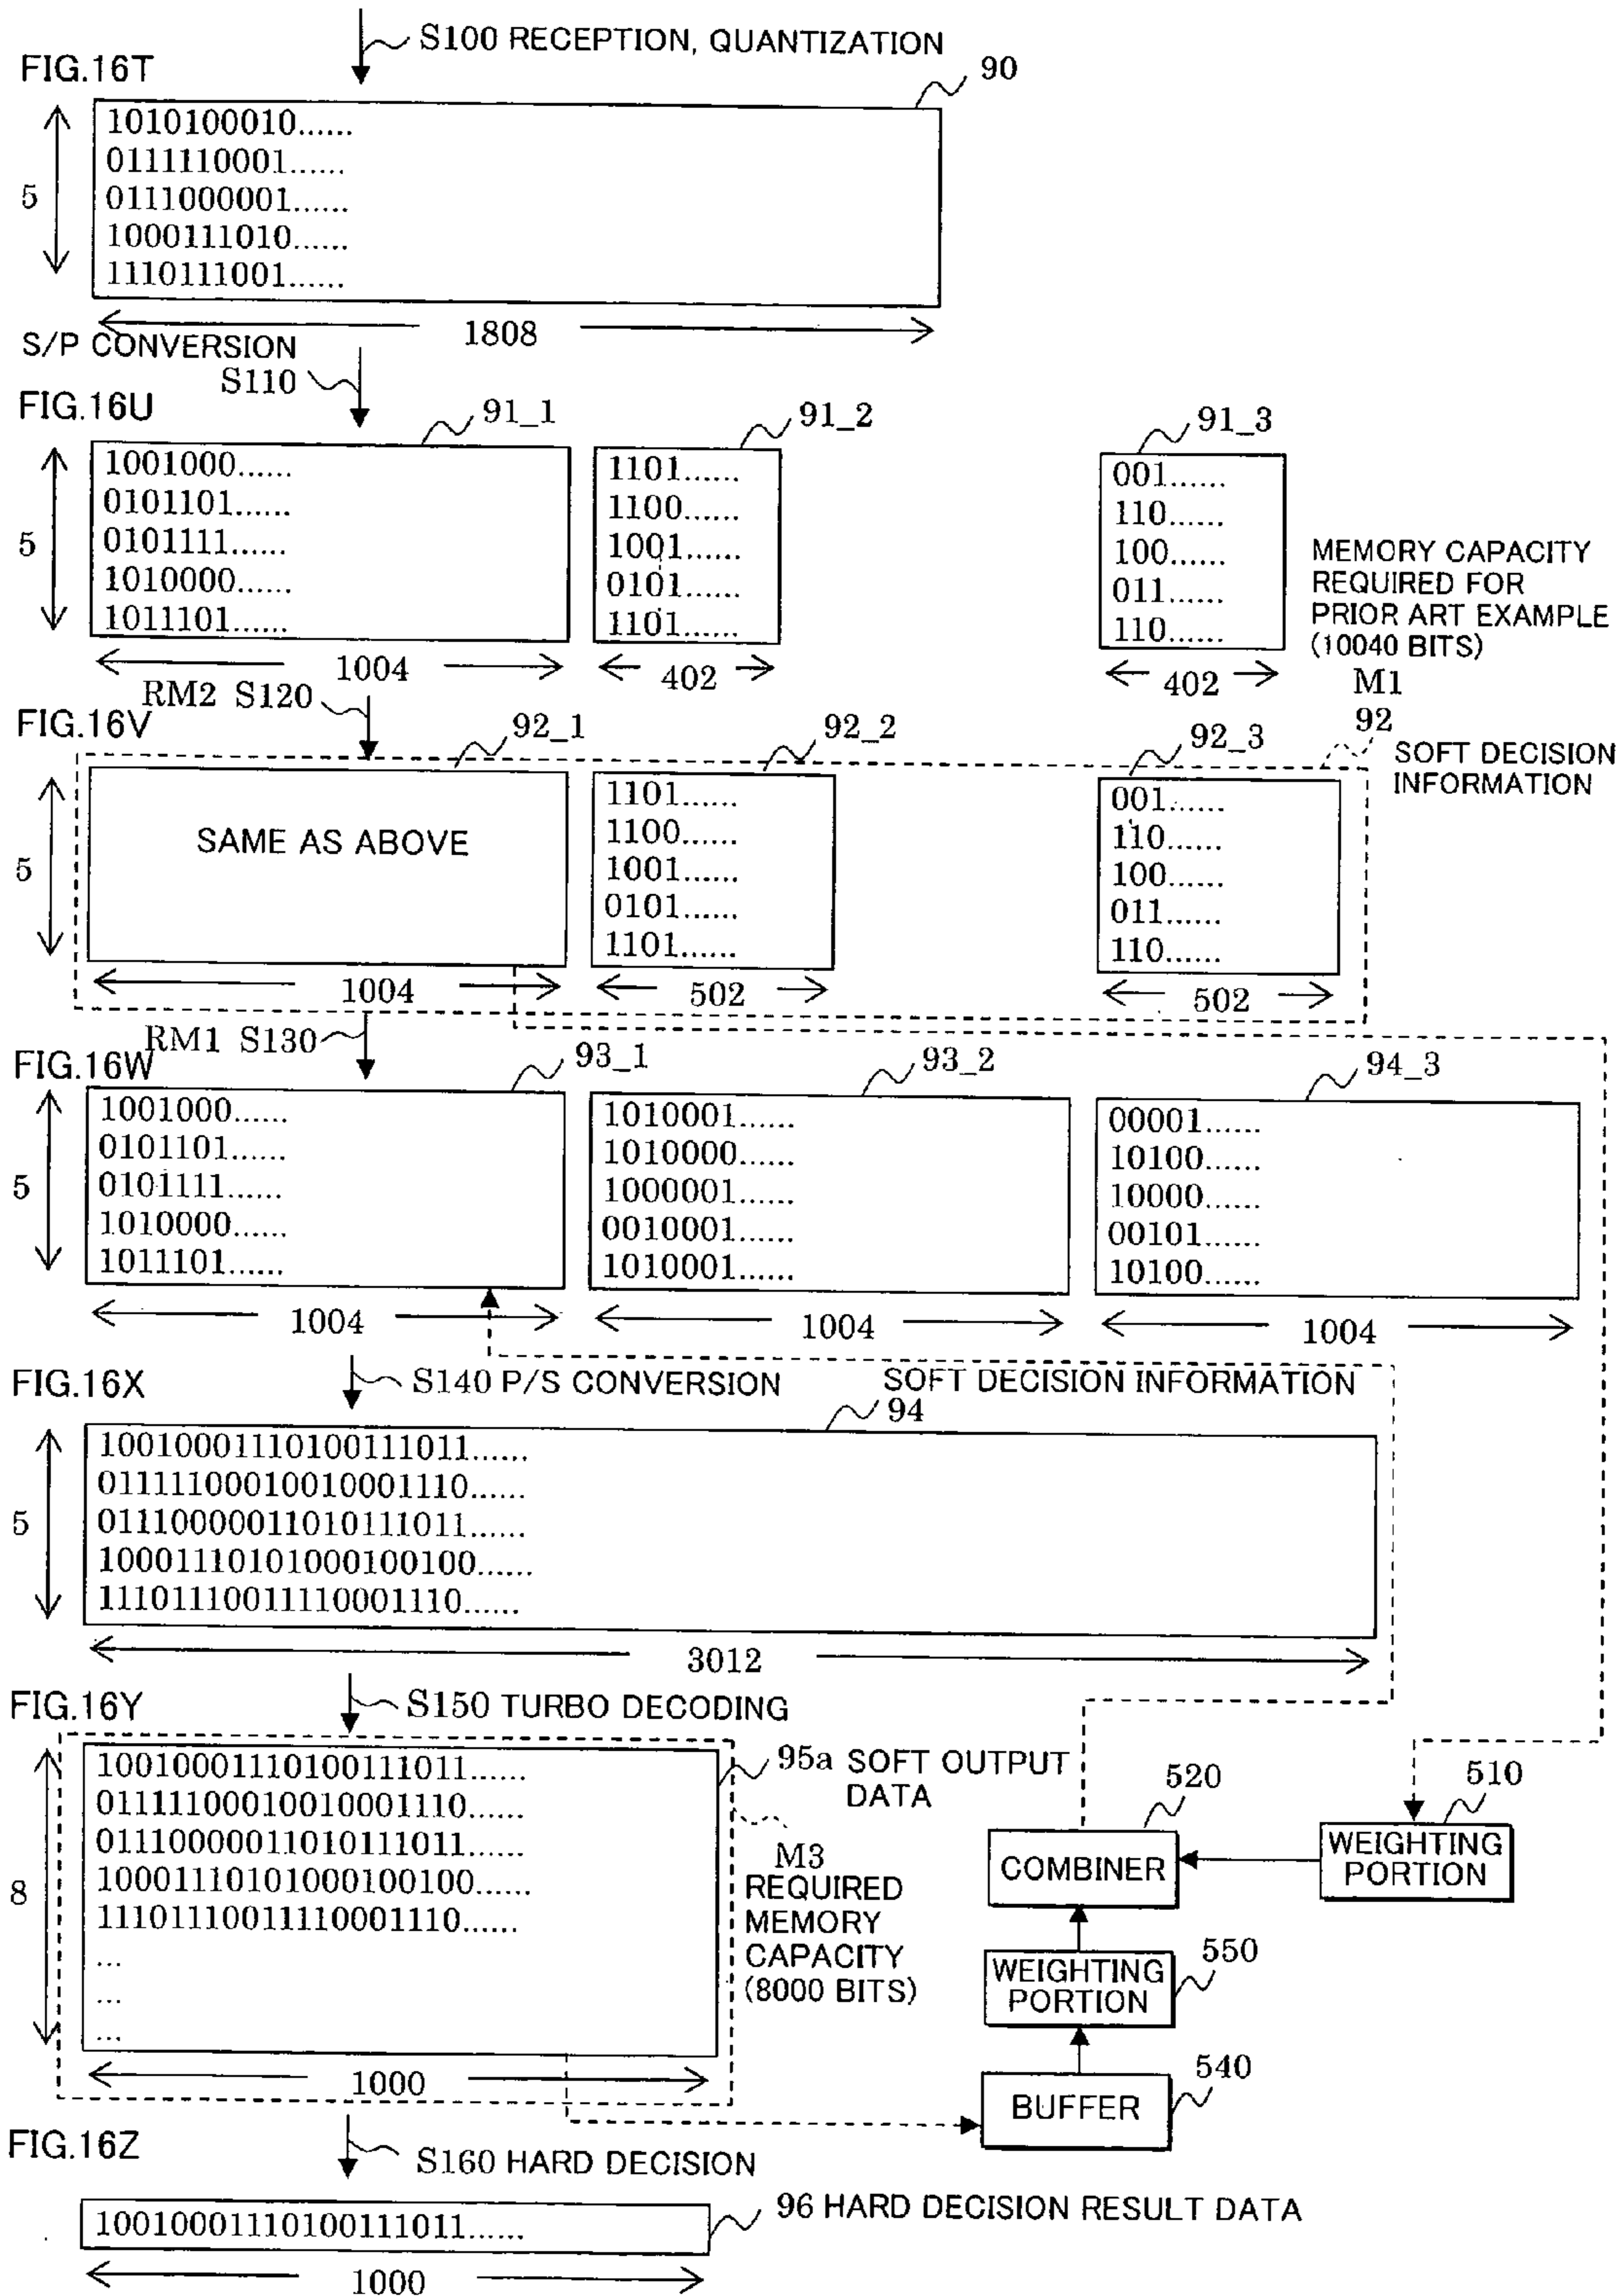 S100 RECEPTION, QUANTIZATION
FIG.16T
90
1010100010......
0111110001......
0111000001......
1000111010......
1110111001......
5
1808
S/P CONVERSION
S110
FIG.16U
91_1
91_2
91_3
1001000......
0101101......
0101111......
1010000......
1011101......
5
1004
1101......
1100......
1001......
0101......
1101......
402
001......
110......
100......
011......
110......
402
MEMORY CAPACITY
REQUIRED FOR
PRIOR ART EXAMPLE
(10040 BITS)
M1
RM2 S120
FIG.16V
92_1
92_2
92_3
92
SOFT DECISION
INFORMATION
SAME AS ABOVE
5
1004
1101......
1100......
1001......
0101......
1101......
502
001......
110......
100......
011......
110......
502
RM1 S130
FIG.16W
93_1
93_2
94_3
1001000......
0101101......
0101111......
1010000......
1011101......
5
1004
1010001......
1010000......
1000001......
0010001......
1010001......
1004
00001......
10100......
10000......
00101......
10100......
1004
FIG.16X
S140 P/S CONVERSION
SOFT DECISION INFORMATION
94
10010001110100111011......
01111100010010001110......
01110000011010111011......
10001110101000100100......
11101110011110001110......
5
3012
FIG.16Y
S150 TURBO DECODING
10010001110100111011......
01111100010010001110......
01110000011010111011......
10001110101000100100......
11101110011110001110......
...
...
...
8
1000
95a SOFT OUTPUT
DATA
M3
REQUIRED
MEMORY
CAPACITY
(8000 BITS)
520
COMBINER
510
WEIGHTING
PORTION
550
WEIGHTING
PORTION
540
BUFFER
FIG.16Z
S160 HARD DECISION
10010001110100111011......
96 HARD DECISION RESULT DATA
1000